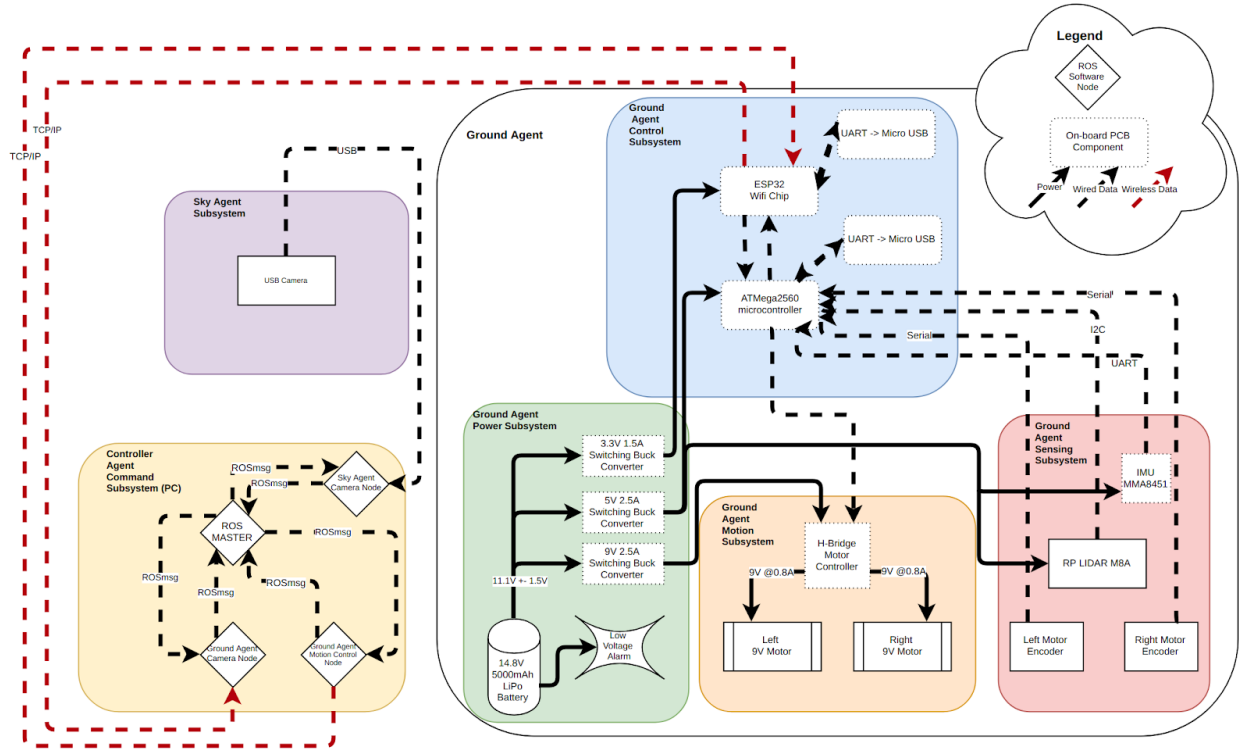 Legend
ROS
Software
Node
On-board PCB
Component
Power
Wired Data
Wireless Data
TCP/IP
TCP/IP
USB
Sky Agent
Subsystem
USB Camera
Ground Agent
Ground
Agent
Control
Subsystem
UART -> Micro USB
ESP32
Wifi Chip
UART -> Micro USB
ATMega2560
microcontroller
Serial
I2C
Serial
UART
Controller
Agent
Command
Subsystem (PC)
ROSmsg
ROSmsg
Sky Agent
Camera Node
ROS
MASTER
ROSmsg
ROSmsg
ROSmsg
ROSmsg
Ground Agent
Camera Node
Ground Agent
Motion Control
Node
Ground Agent
Power Subsystem
3.3V 1.5A
Switching Buck
Converter
5V 2.5A
Switching Buck
Converter
9V 2.5A
Switching Buck
Converter
11.1V +- 1.5V
14.8V
5000mAh
LiPo
Battery
Low
Voltage
Alarm
Ground
Agent
Motion
Subsystem
H-Bridge
Motor
Controller
9V @0.8A
9V @0.8A
Left
9V Motor
Right
9V Motor
Ground
Agent
Sensing
Subsystem
IMU
MMA8451
RP LIDAR M8A
Left Motor
Encoder
Right Motor
Encoder